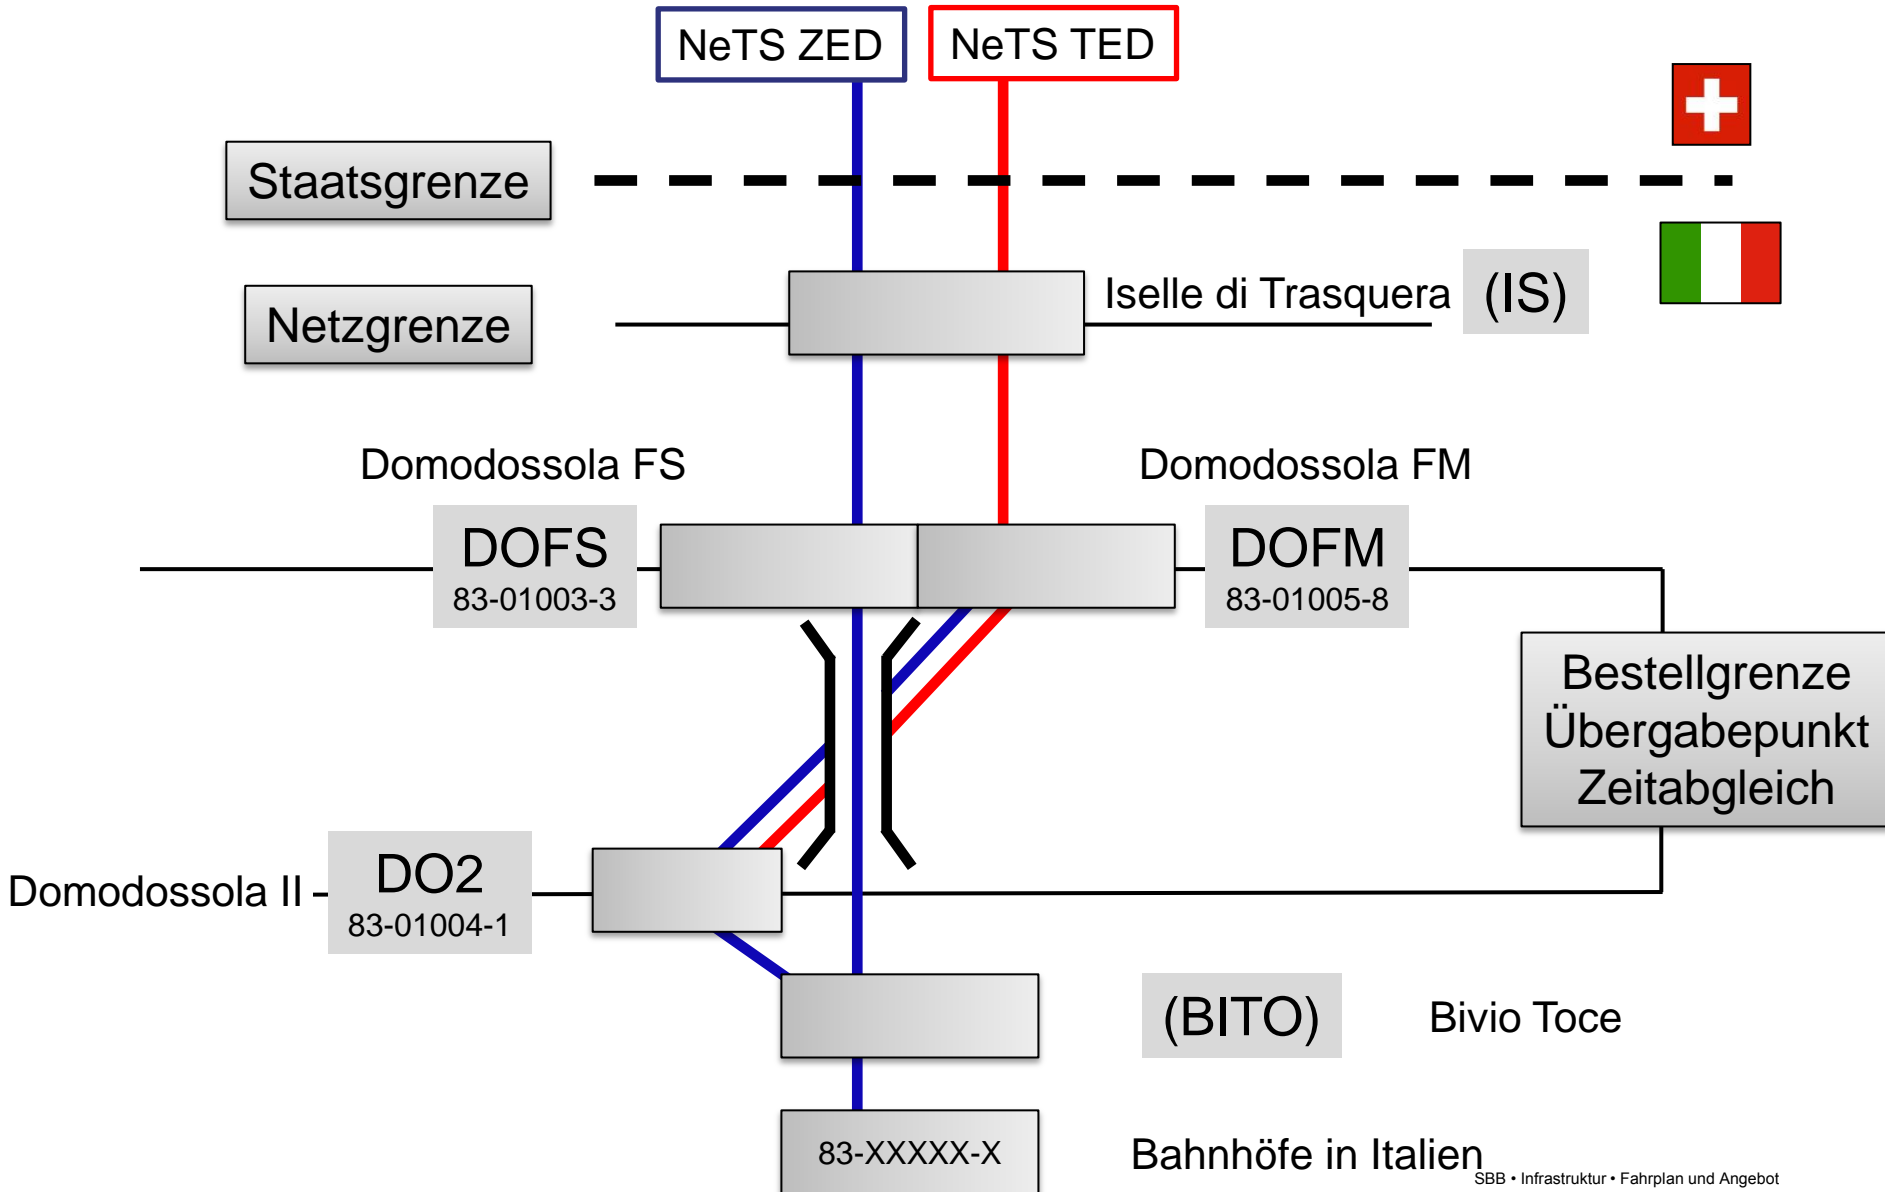 NeTS ZED
NeTS TED
Staatsgrenze
Netzgrenze
Iselle di Trasquera
(IS)
Domodossola FS
Domodossola FM
DOFS
83-01003-3
DOFM
83-01005-8
Bestellgrenze
Übergabepunkt
Zeitabgleich
Domodossola II
DO2
83-01004-1
(BITO)
Bivio Toce
83-XXXXX-X
Bahnhöfe in Italien
SBB • Infrastruktur • Fahrplan und Angebot